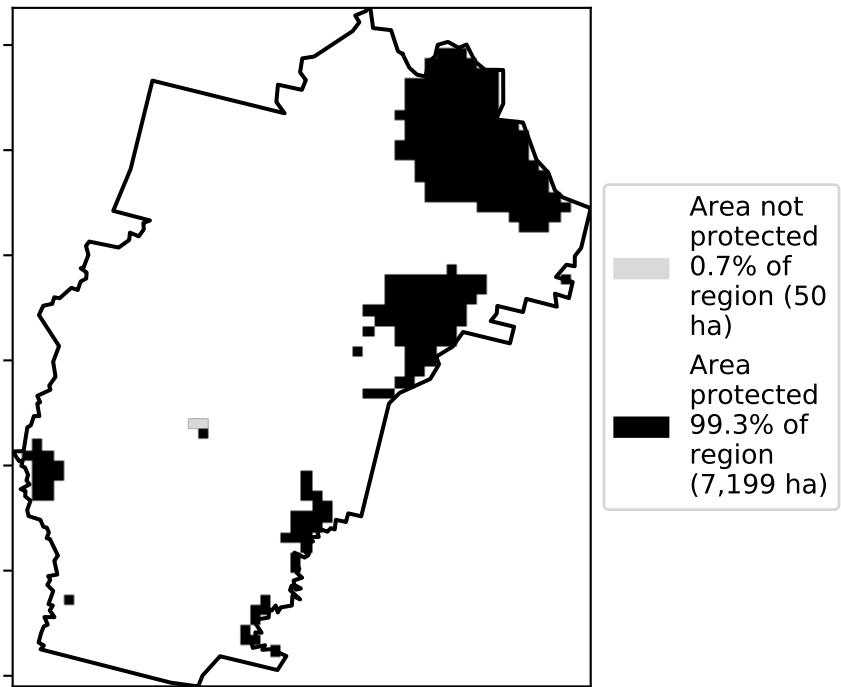 Area not
protected
0.7% of
region (50
ha)
Area
protected
99.3% of
region
(7,199 ha)